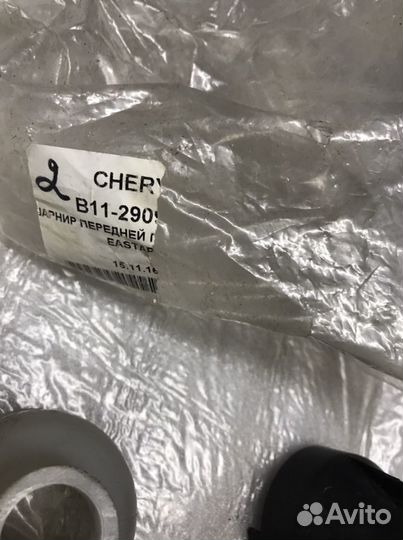 2 CHERY
B11-2909
ШАРНИР ПЕРЕДНЕЙ П
EASTAR
15.11.16
Avito